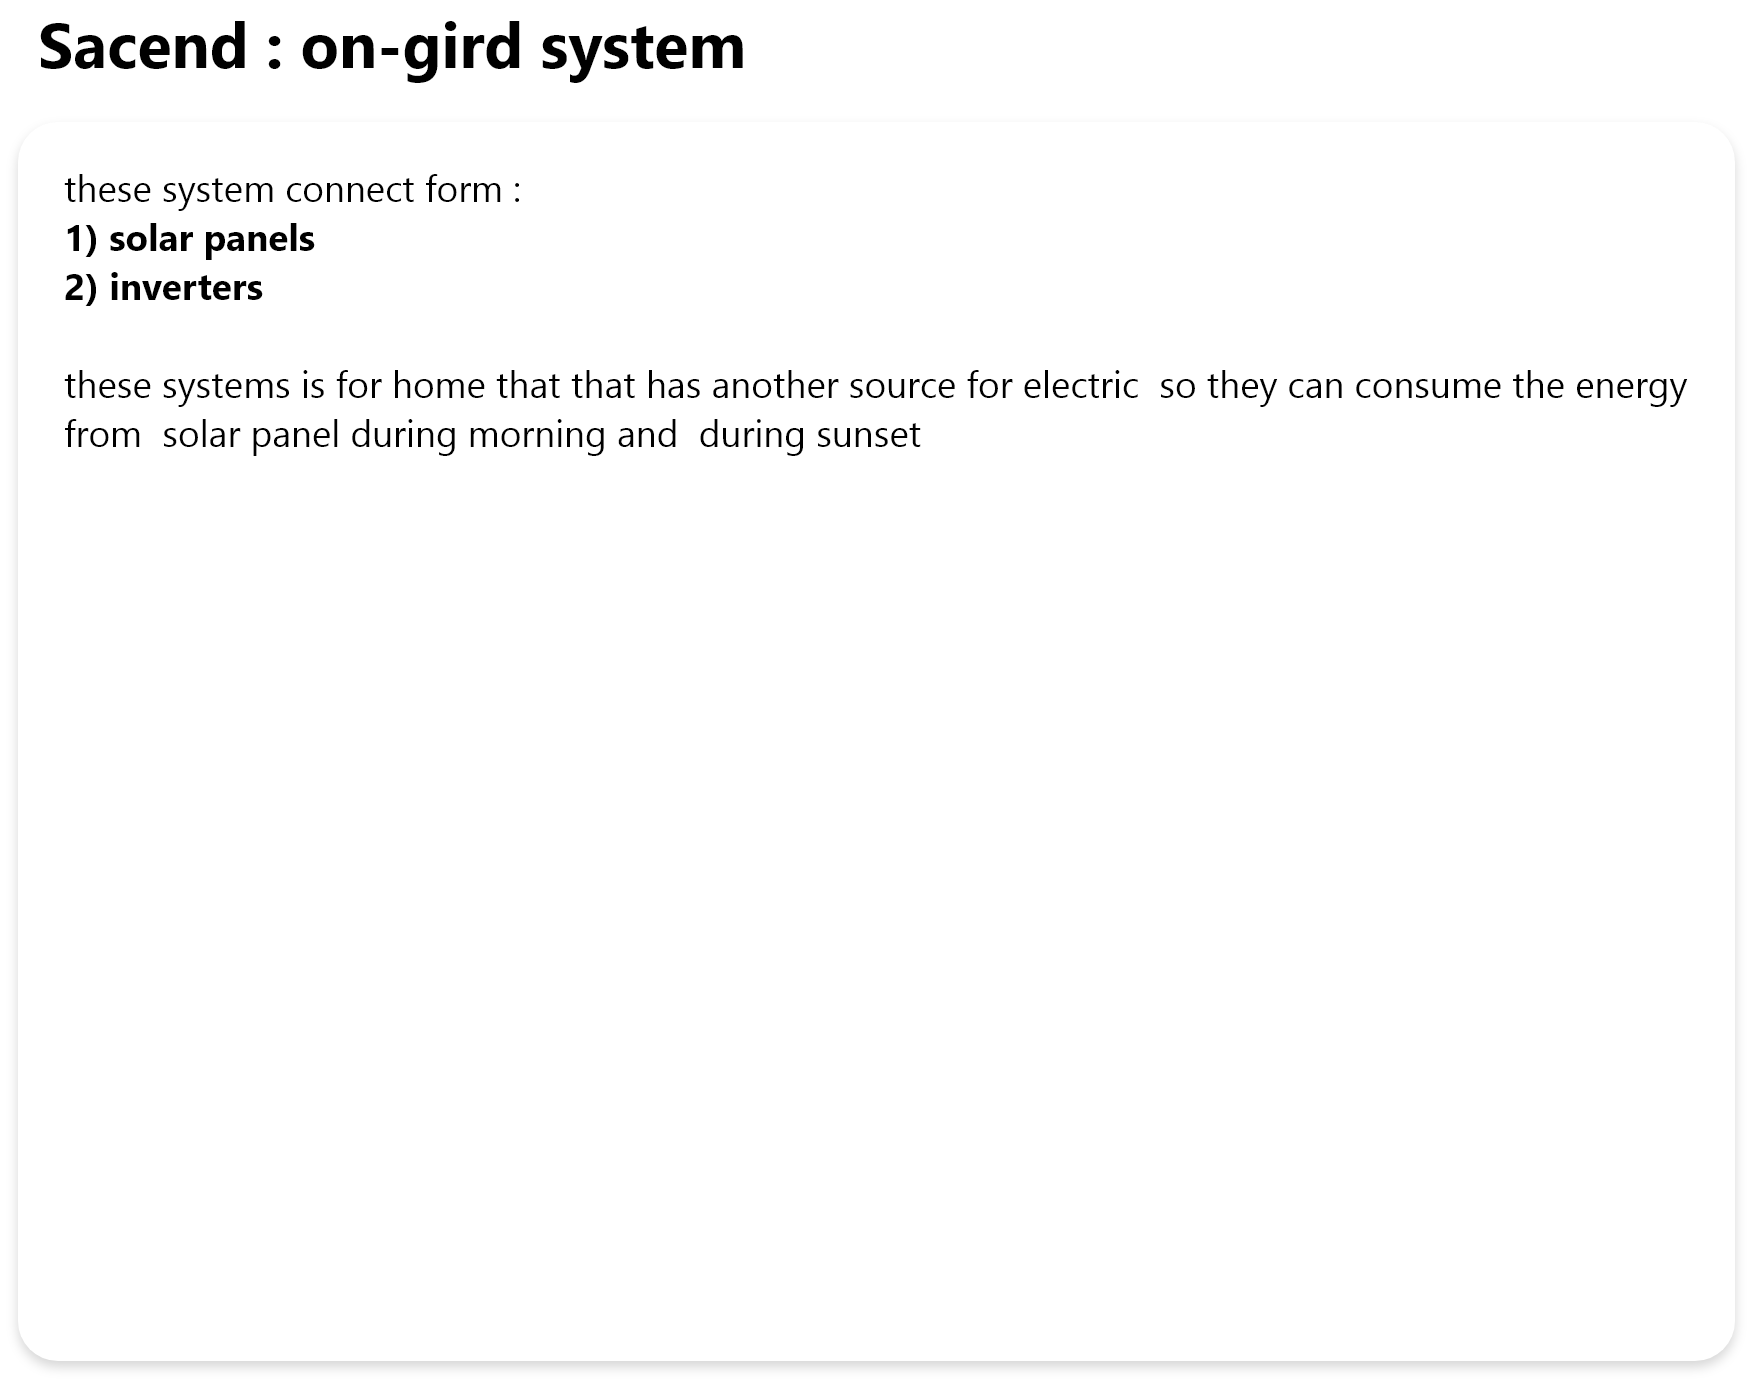 Sacend : on-gird system
these system connect form :
1) solar panels
2) inverters
these systems is for home that that has another source for electric  so they can consume the energy
from  solar panel during morning and  during sunset